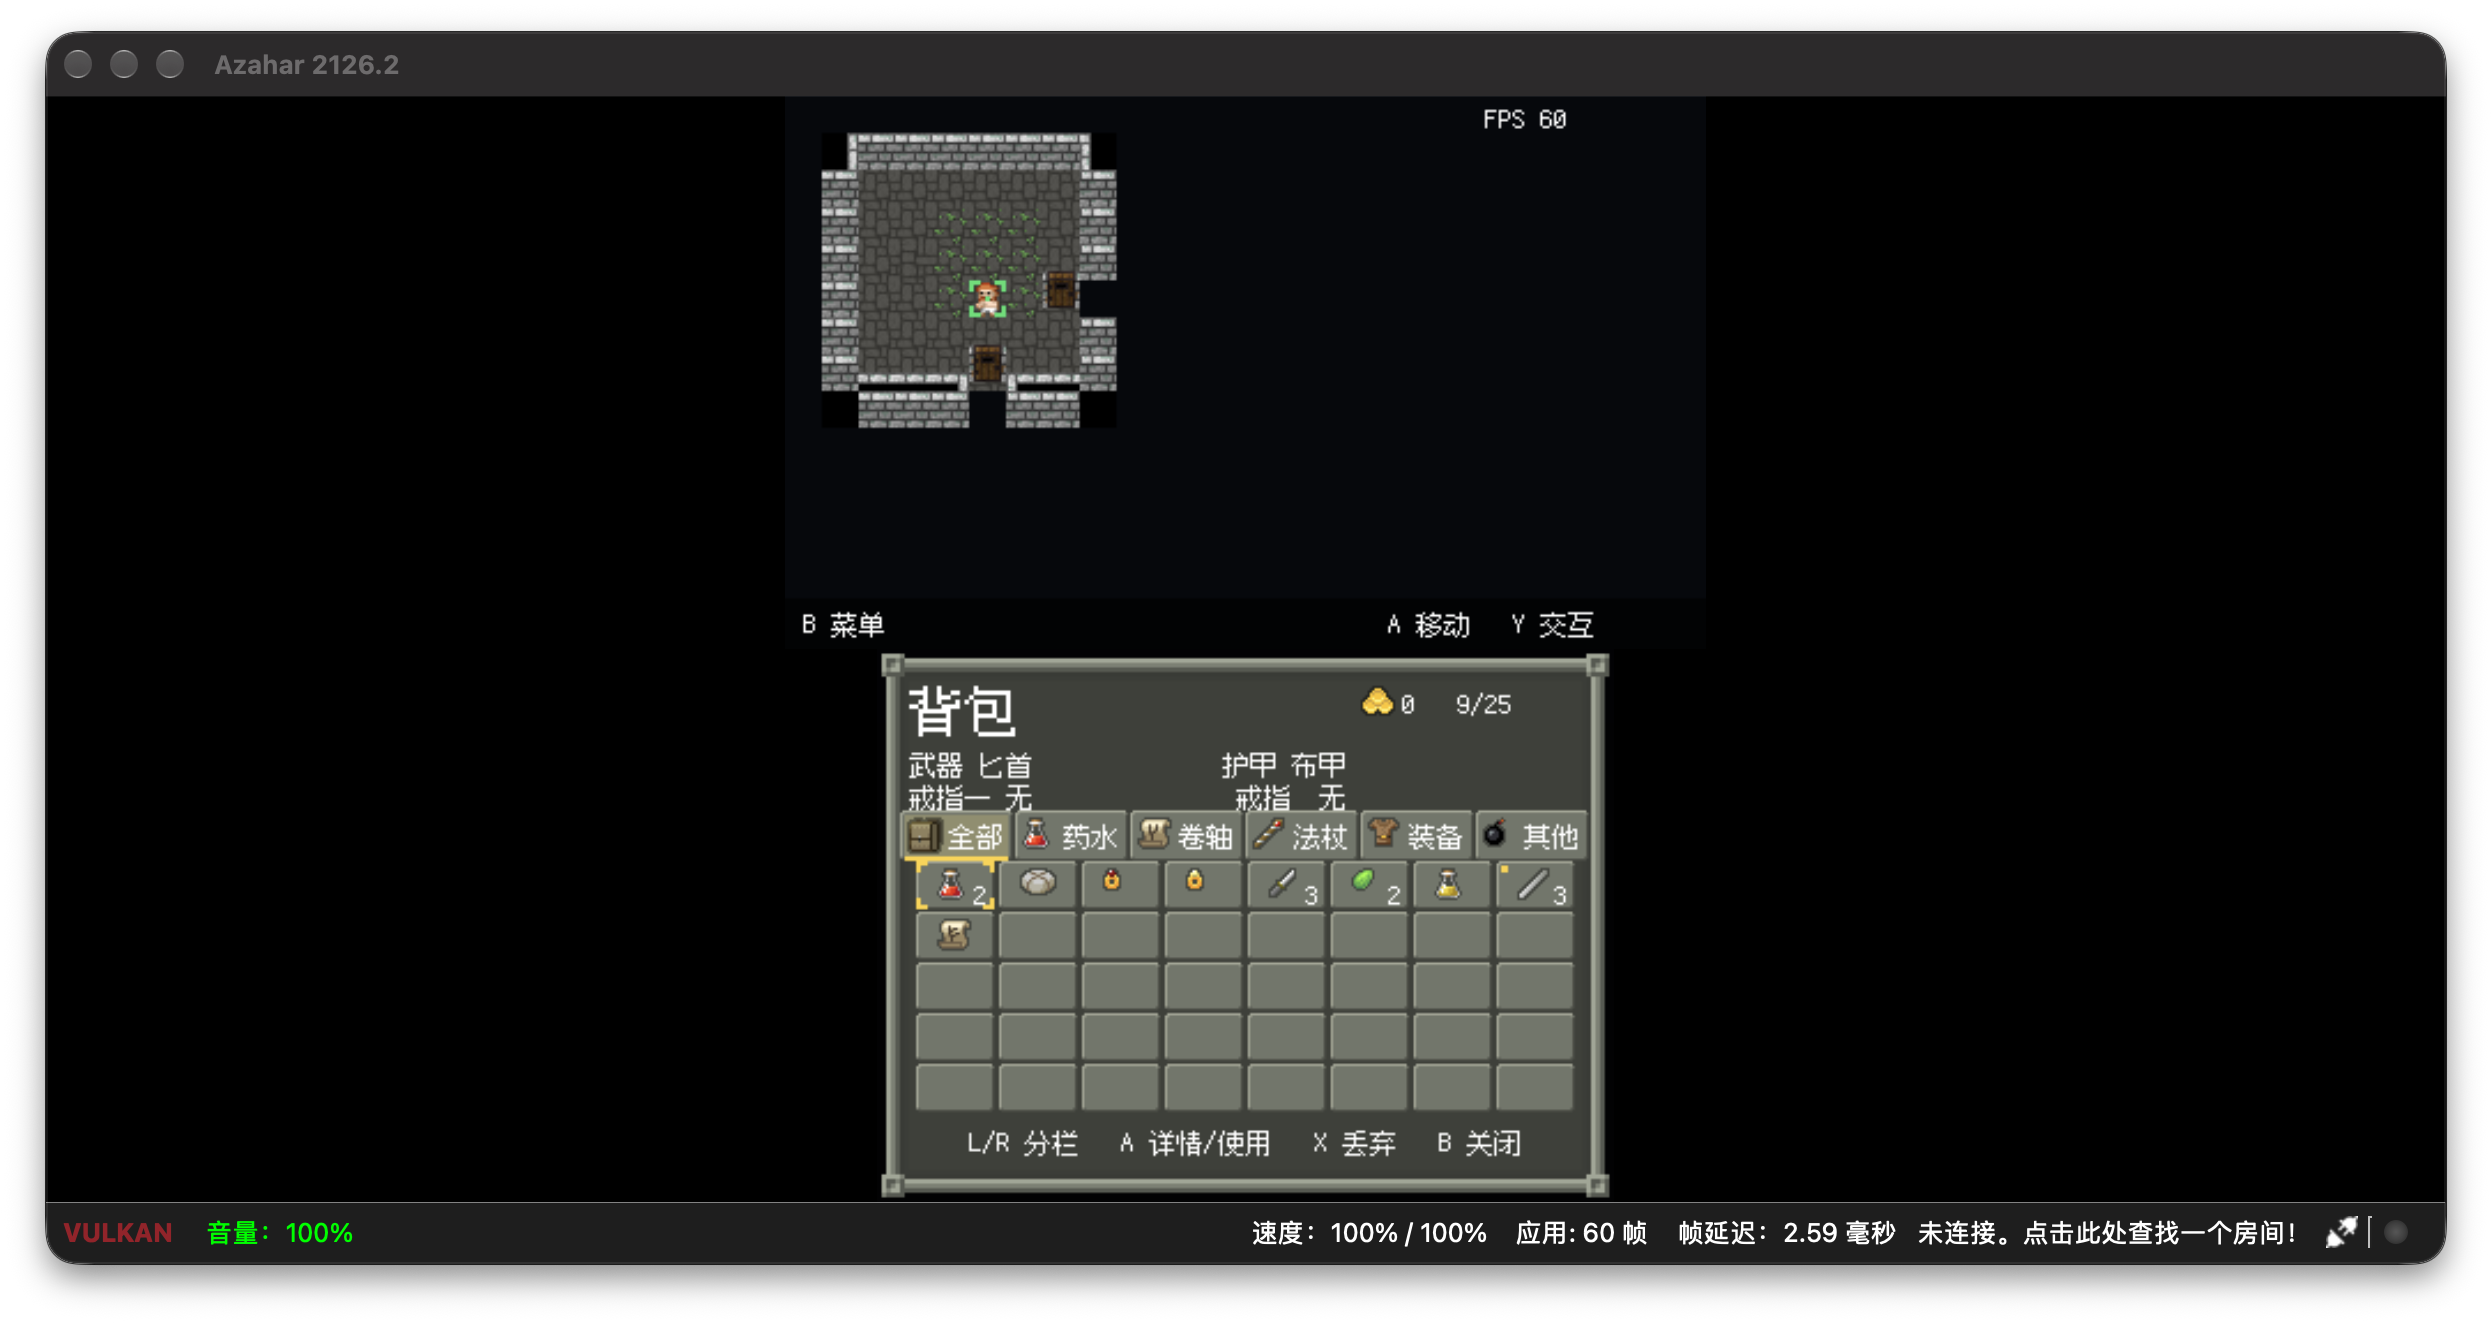 Azahar 2126.2
FPS 60
B 菜单
A 移动 Y 交互
背包
0 9/25
武器 匕首 护甲 布甲
戒指一 无 戒指 无
全部 药水 卷轴 法杖 装备 其他
2 3 2 3
L/R 分栏 A 详情/使用 X 丢弃 B 关闭
VULKAN 音量：100% 速度：100% / 100% 应用: 60 帧 帧延迟：2.59 毫秒 未连接。点击此处查找一个房间！